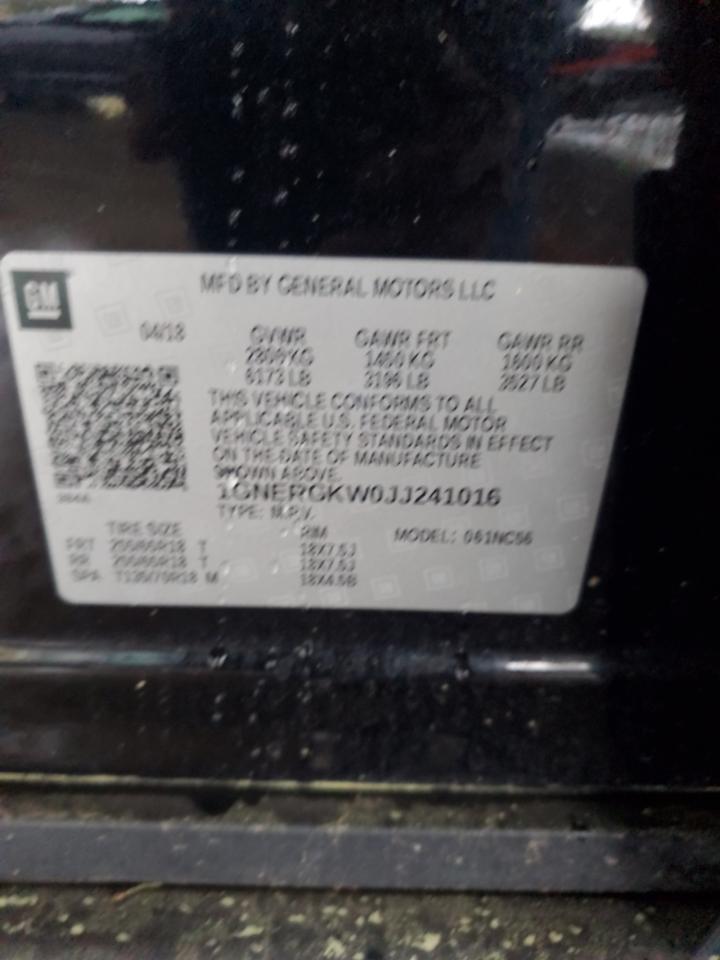 GM
MFD BY GENERAL MOTORS LLC
04/18 GVWR GAWR FRT GAWR RR
2800 KG 1450 KG 1600 KG
6173 LB 3196 LB 3527 LB
THIS VEHICLE CONFORMS TO ALL
APPLICABLE U.S. FEDERAL MOTOR
VEHICLE SAFETY STANDARDS IN EFFECT
ON THE DATE OF MANUFACTURE
SHOWN ABOVE.
1GNERGKW0JJ241016
TYPE: M.P.V.
TIRE SIZE RIM MODEL: 061NC56
FRT 255/65R18 T 18X7.5J
RR 255/65R18 T 18X7.5J
SPA T135/70R18 M 18X4.5B